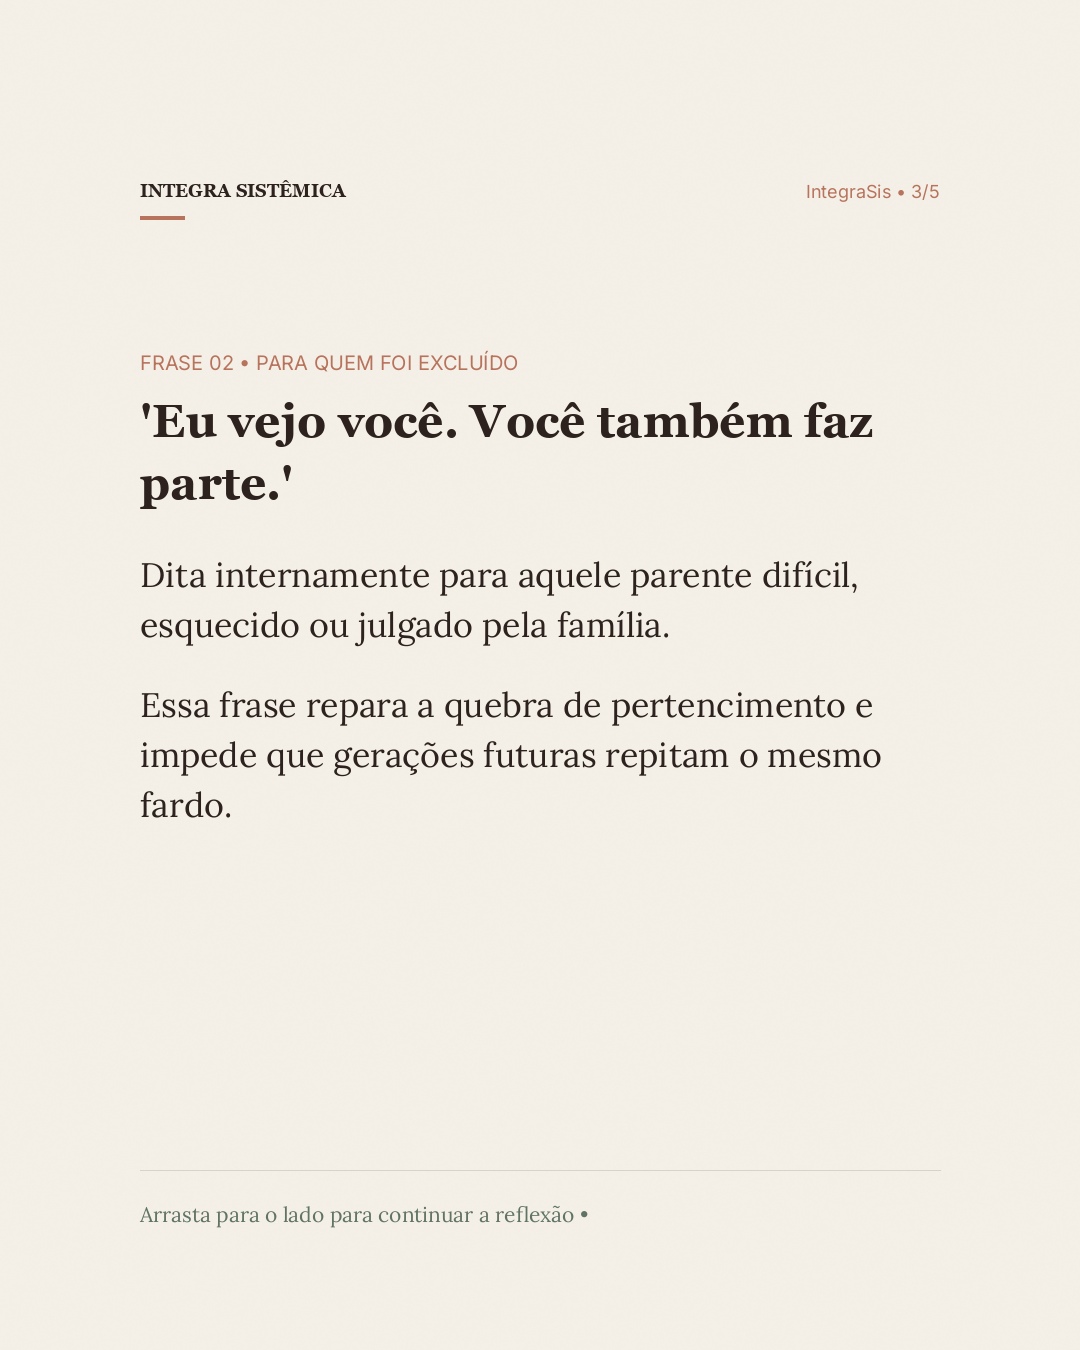 INTEGRA SISTÊMICA
IntegraSis • 3/5
FRASE 02 • PARA QUEM FOI EXCLUÍDO
'Eu vejo você. Você também faz
parte.'
Dita internamente para aquele parente difícil,
esquecido ou julgado pela família.
Essa frase repara a quebra de pertencimento e
impede que gerações futuras repitam o mesmo
fardo.
Arrasta para o lado para continuar a reflexão •